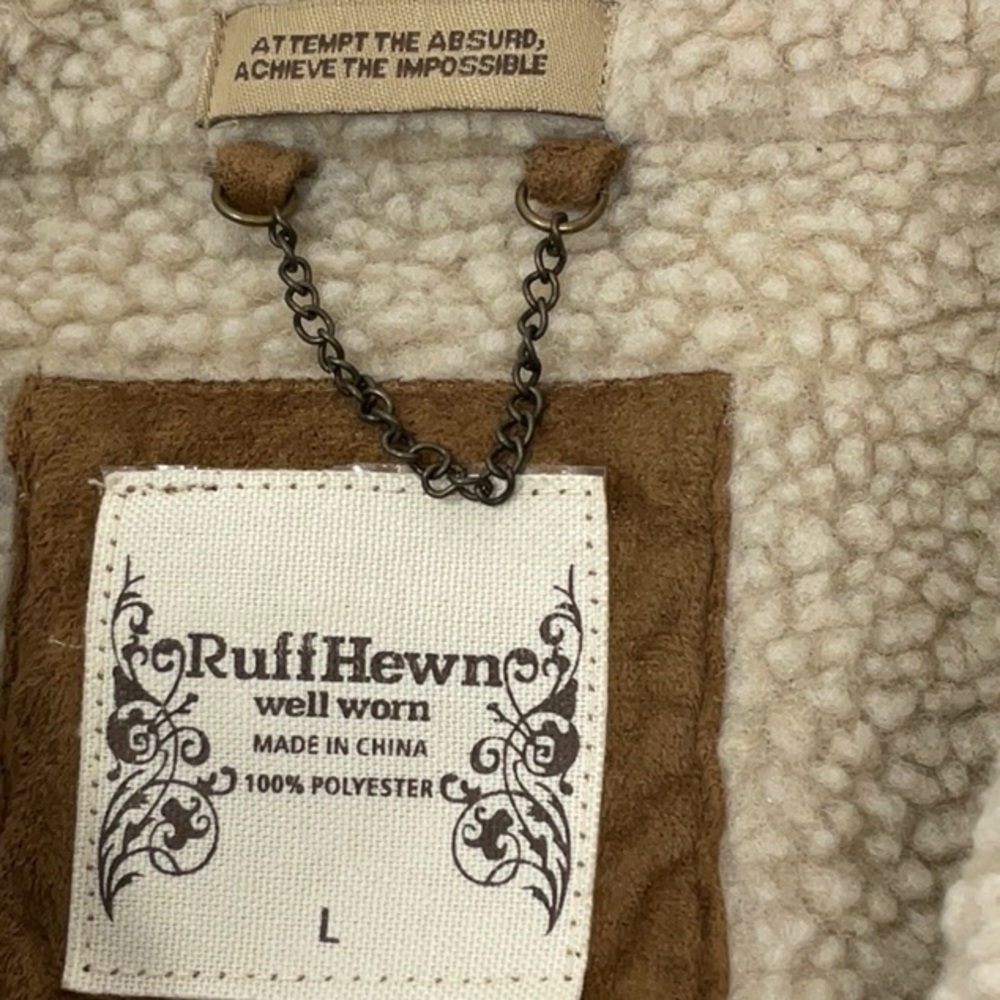 ATTEMPT THE ABSURD,
ACHIEVE THE IMPOSSIBLE
RuffHewn
well worn
MADE IN CHINA
100% POLYESTER
L